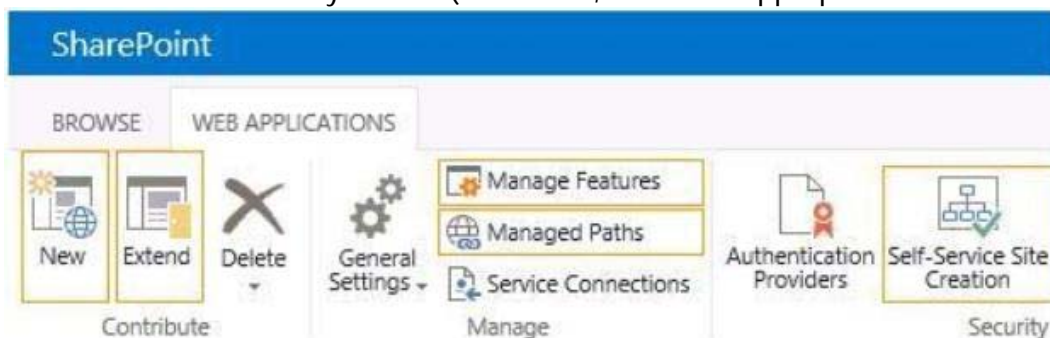 SharePoint
BROWSE WEB APPLICATIONS
New
Extend
Delete
General
Settings
Manage Features
Managed Paths
Service Connections
Authentication
Providers
Self-Service Site
Creation
Contribute
Manage
Security